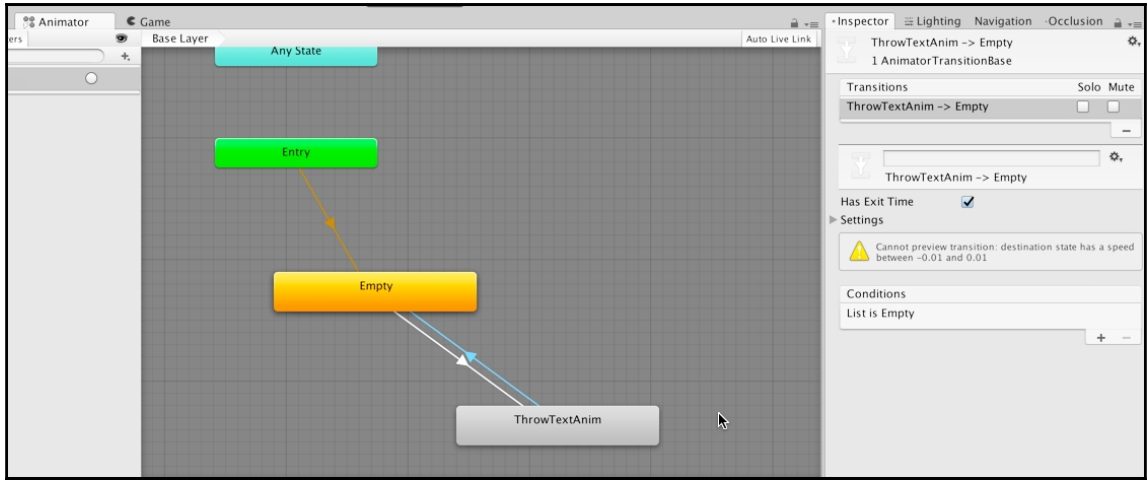 Animator
Game
Inspector
Lighting
Navigation
Occlusion
ers
Base Layer
Auto Live Link
Any State
Entry
Empty
ThrowTextAnim
ThrowTextAnim -> Empty
1 AnimatorTransitionBase
Transitions
Solo Mute
ThrowTextAnim -> Empty
ThrowTextAnim -> Empty
Has Exit Time
Settings
Cannot preview transition: destination state has a speed
between -0.01 and 0.01
Conditions
List is Empty